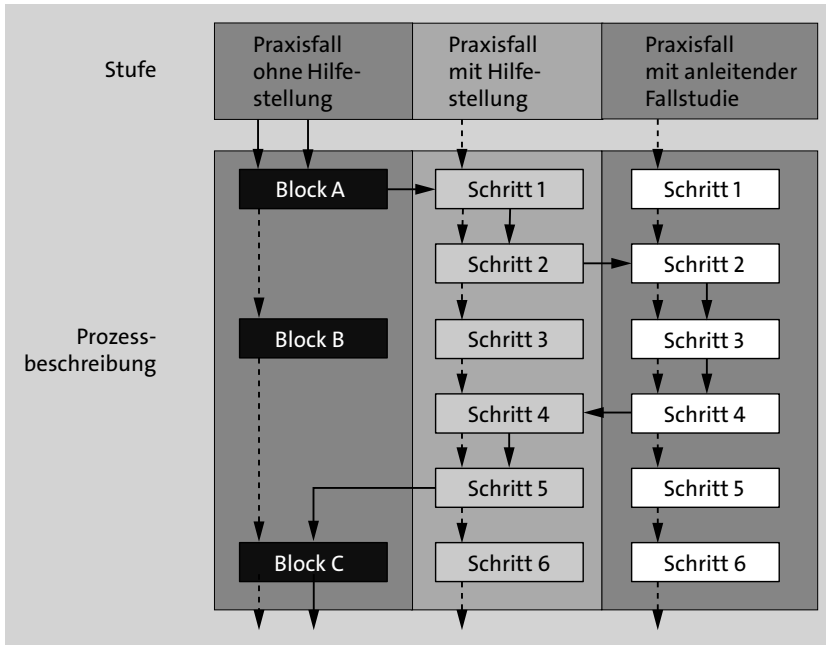 Stufe
Praxisfall
ohne Hilfe-
stellung
Praxisfall
mit Hilfe-
stellung
Praxisfall
mit anleitender
Fallstudie
Prozess-
beschreibung
Block A
Schritt 1
Schritt 1
Schritt 2
Schritt 2
Block B
Schritt 3
Schritt 3
Schritt 4
Schritt 4
Schritt 5
Schritt 5
Block C
Schritt 6
Schritt 6